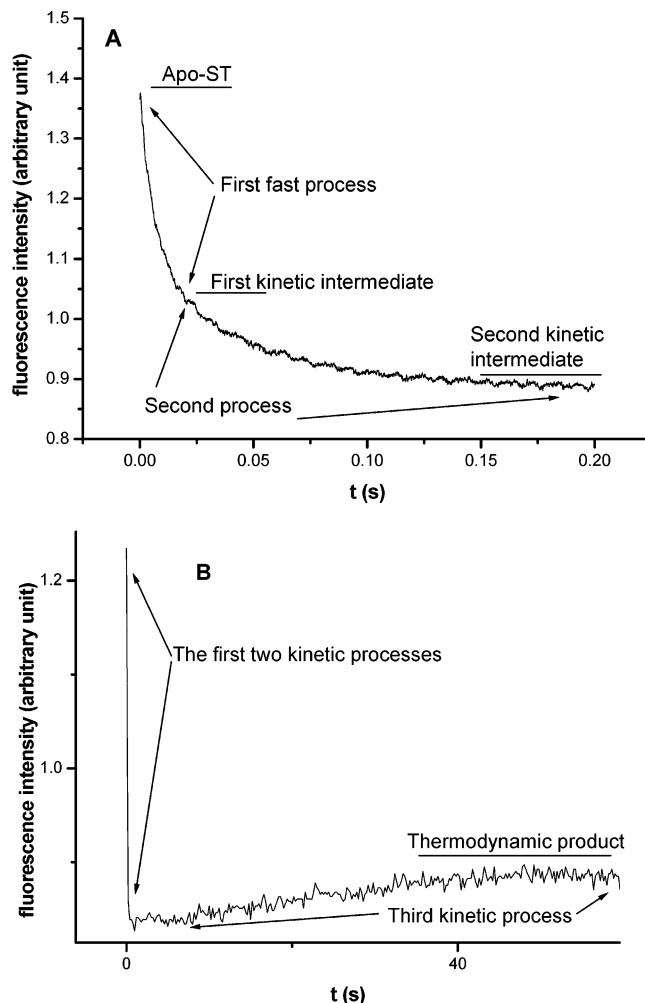 A
Apo-ST
First fast process
First kinetic intermediate
Second kinetic
intermediate
Second process
1.5
1.4
1.3
1.2
1.1
1.0
0.9
0.8
fluorescence intensity (arbitrary unit)
0.00 0.05 0.10 0.15 0.20
t (s)
B
The first two kinetic processes
Thermodynamic product
Third kinetic process
1.2
1.0
fluorescence intensity (arbitrary unit)
0 40
t (s)